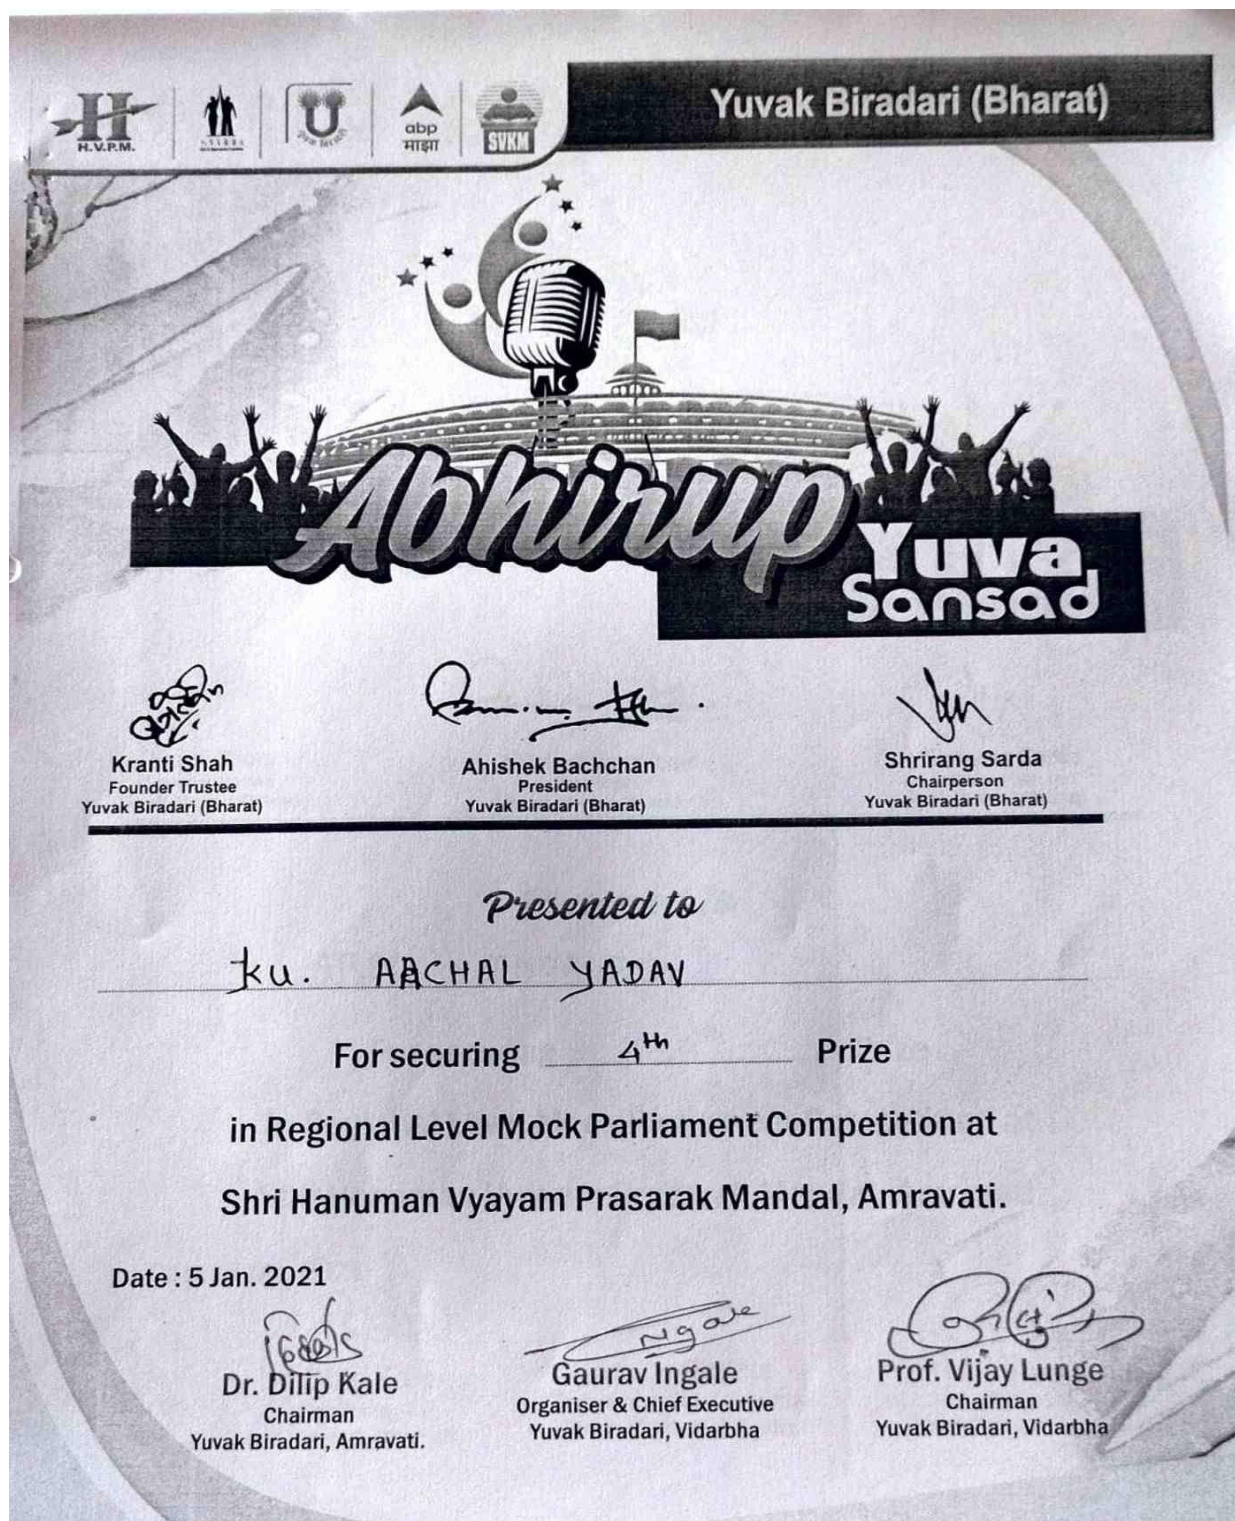 H.V.P.M.
abp
माझा
SVKM
Yuvak Biradari (Bharat)
Abhirup
Yuva
Sansad
Kranti Shah
Founder Trustee
Yuvak Biradari (Bharat)
Ahishek Bachchan
President
Yuvak Biradari (Bharat)
Shrirang Sarda
Chairperson
Yuvak Biradari (Bharat)
Presented to
Ku. AACHAL YADAV
For securing 4th Prize
in Regional Level Mock Parliament Competition at
Shri Hanuman Vyayam Prasarak Mandal, Amravati.
Date : 5 Jan. 2021
Dr. Dilip Kale
Chairman
Yuvak Biradari, Amravati.
Ngale
Gaurav Ingale
Organiser & Chief Executive
Yuvak Biradari, Vidarbha
Prof. Vijay Lunge
Chairman
Yuvak Biradari, Vidarbha